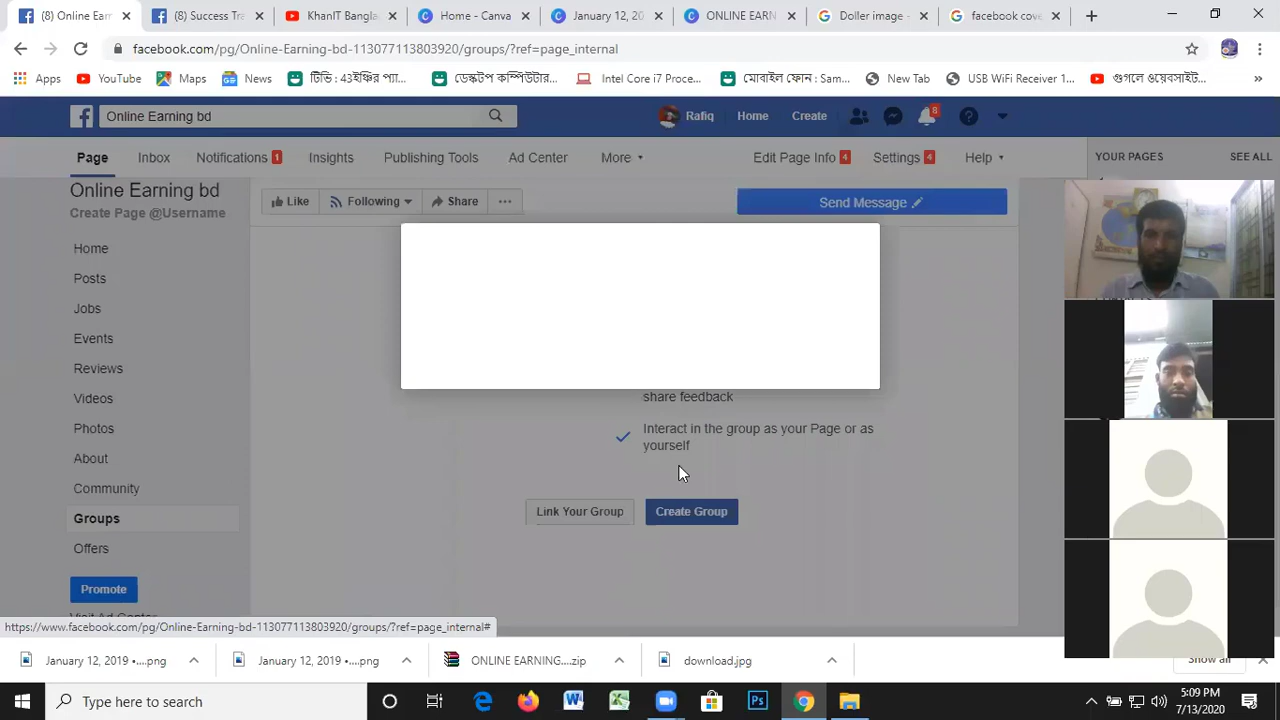 (8) Online Ear
(8) Success Tra
KhanIT Bangla
Home - Canva
January 12, 20
ONLINE EARN
Doller image -
facebook cove
facebook.com/pg/Online-Earning-bd-113077113803920/groups/?ref=page_internal
Apps
YouTube
Maps
News
টিভি : 43ইঞ্চির প্যা...
ডেস্কটপ কম্পিউটার...
Intel Core i7 Proce...
মোবাইল ফোন : Sam...
New Tab
USB WiFi Receiver 1...
গুগলে ওয়েবসাইট...
»
Online Earning bd
Rafiq
Home
Create
8
Page
Inbox
Notifications 1
Insights
Publishing Tools
Ad Center
More
Edit Page Info 4
Settings 4
Help
YOUR PAGES
SEE ALL
Online Earning bd
Create Page @Username
Like
Following
Share
...
Send Message
Home
Posts
Jobs
Events
Reviews
Videos
Photos
About
Community
Groups
Offers
Promote
share feedback
Interact in the group as your Page or as
yourself
Link Your Group
Create Group
https://www.facebook.com/pg/Online-Earning-bd-113077113803920/groups/?ref=page_internal#
January 12, 2019 •....png
January 12, 2019 •....png
ONLINE EARNING....zip
download.jpg
Show all
Type here to search
5:09 PM
7/13/2020